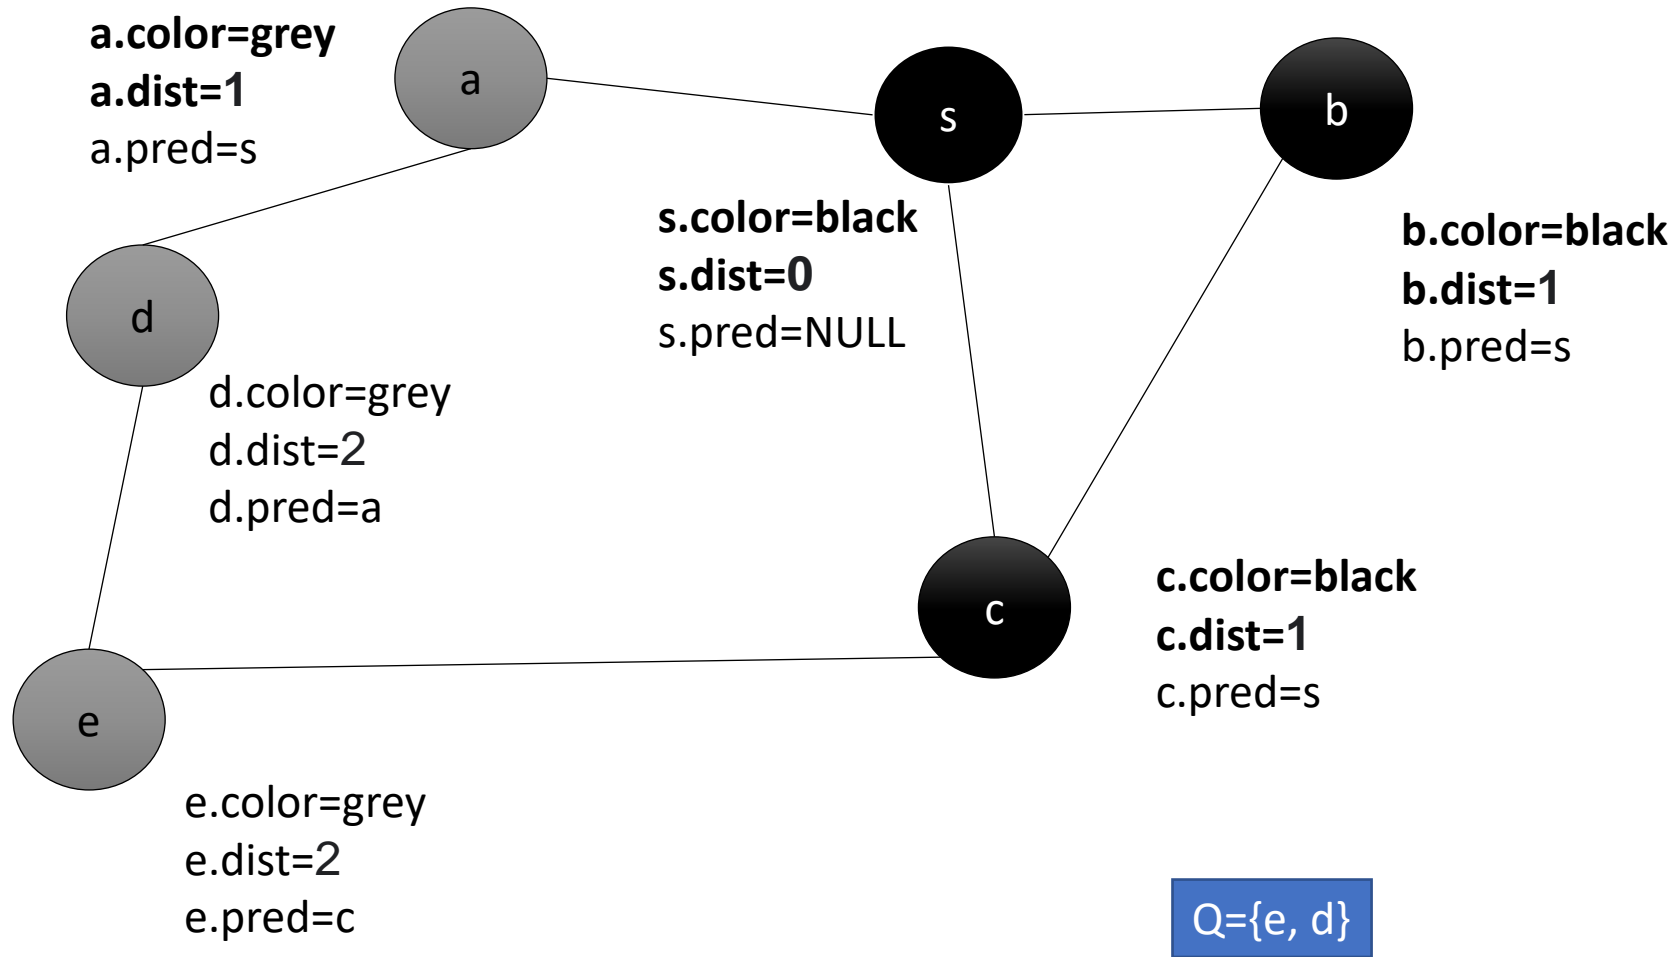 a.color=grey
a.dist=1
a.pred=s
a
s
b
s.color=black
s.dist=0
s.pred=NULL
b.color=black
b.dist=1
b.pred=s
d
d.color=grey
d.dist=2
d.pred=a
c
c.color=black
c.dist=1
c.pred=s
e
e.color=grey
e.dist=2
e.pred=c
Q={e, d}